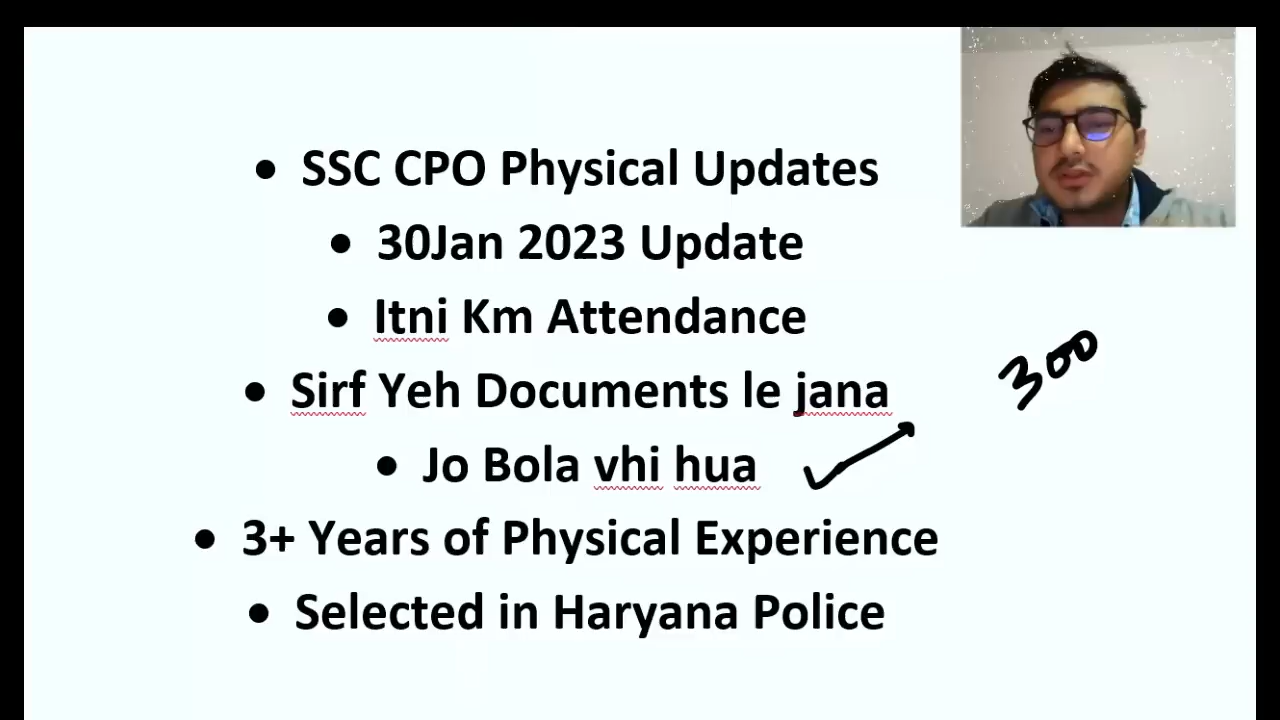 • SSC CPO Physical Updates
• 30Jan 2023 Update
• Itni Km Attendance
300
• Sirf Yeh Documents le jana
• Jo Bola vhi hua
• 3+ Years of Physical Experience
• Selected in Haryana Police